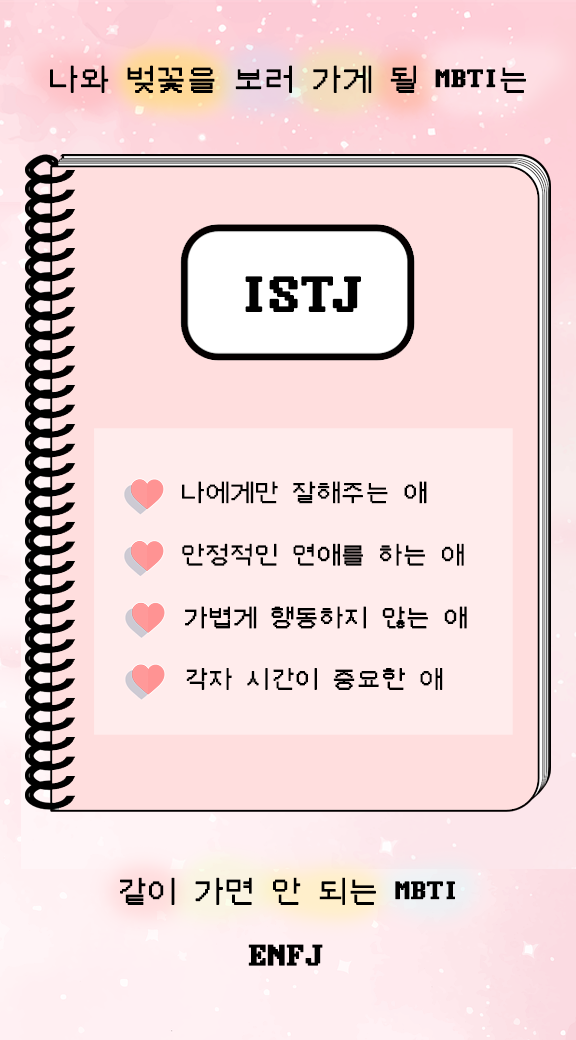 나와 벚꽃을 보러 가게 될 MBTI는
ISTJ
나에게만 잘해주는 애
안정적인 연애를 하는 애
가볍게 행동하지 않는 애
각자 시간이 중요한 애
같이 가면 안 되는 MBTI
ENFJ